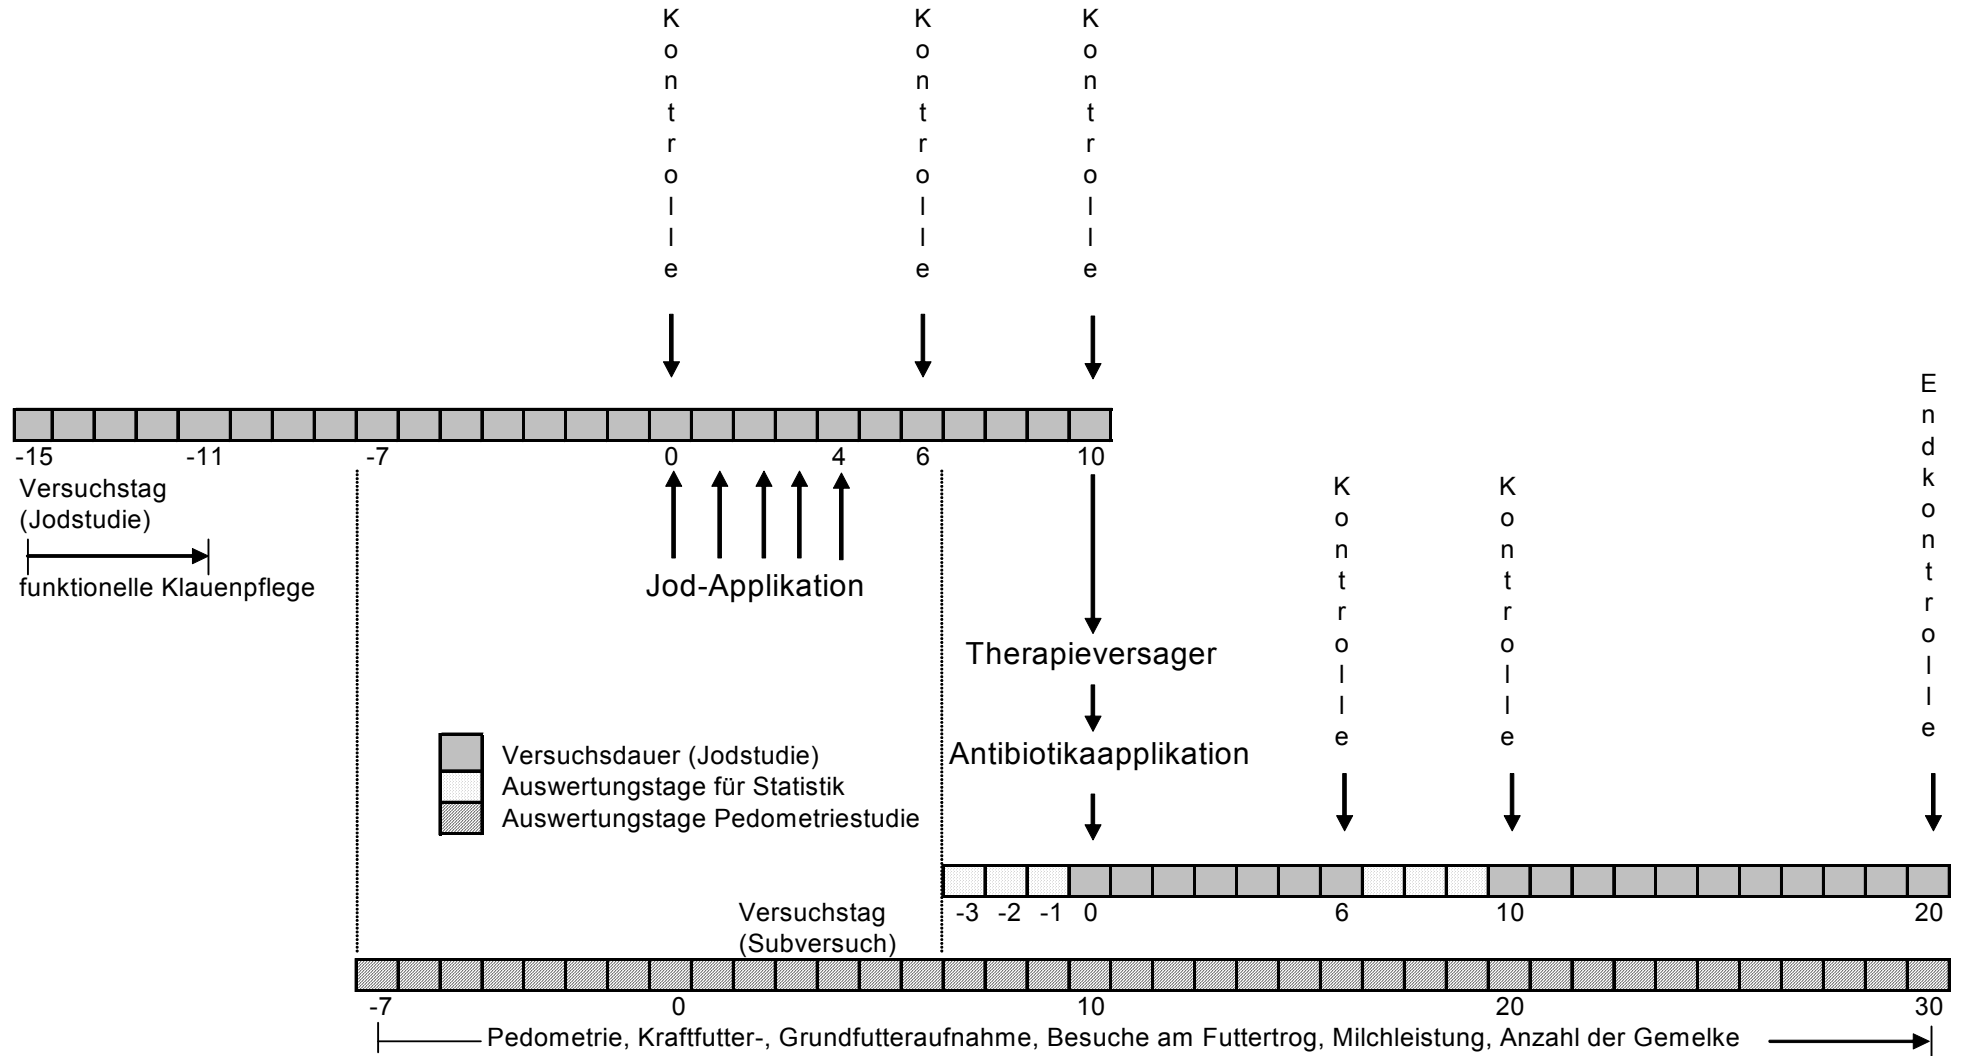 Kontrolle
Kontrolle
Kontrolle
-15 -11 -7 0 4 6 10
Versuchstag
(Jodstudie)
funktionelle Klauenpflege
Jod-Applikation
Kontrolle
Kontrolle
Endkontrolle
Therapieversager
Antibiotikaapplikation
Versuchsdauer (Jodstudie)
Auswertungstage für Statistik
Auswertungstage Pedometriestudie
-3 -2 -1 0 6 10 20
Versuchstag
(Subversuch)
-7 0 10 20 30
Pedometrie, Kraftfutter-, Grundfutteraufnahme, Besuche am Futtertrog, Milchleistung, Anzahl der Gemelke